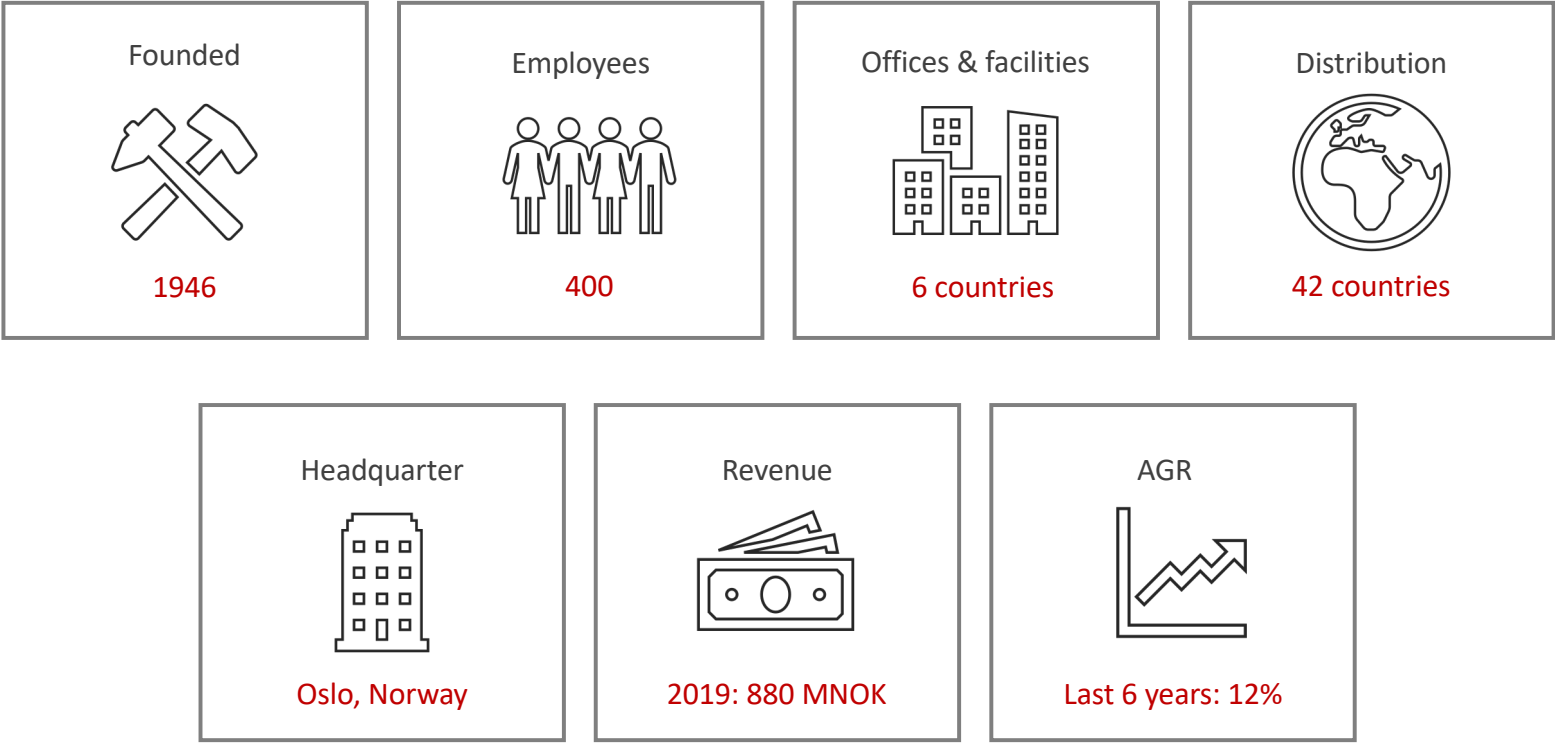 Founded
1946
Employees
400
Offices & facilities
6 countries
Distribution
42 countries
Headquarter
Oslo, Norway
Revenue
2019: 880 MNOK
AGR
Last 6 years: 12%